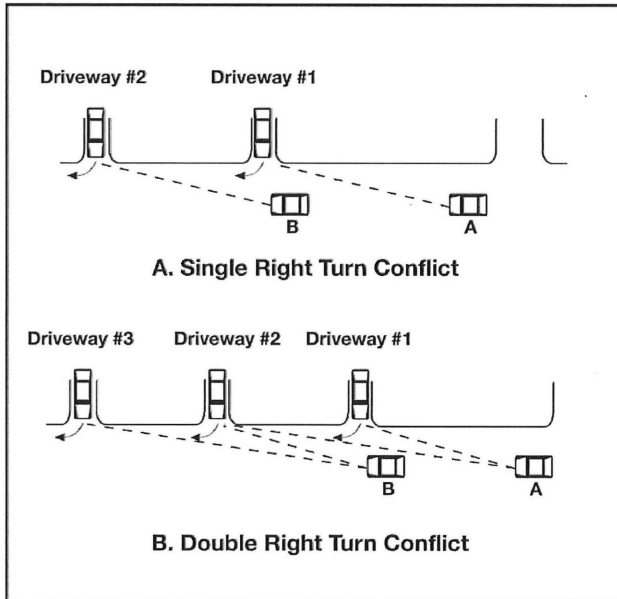 Driveway #2 Driveway #1
B A
A. Single Right Turn Conflict
Driveway #3 Driveway #2 Driveway #1
B A
B. Double Right Turn Conflict